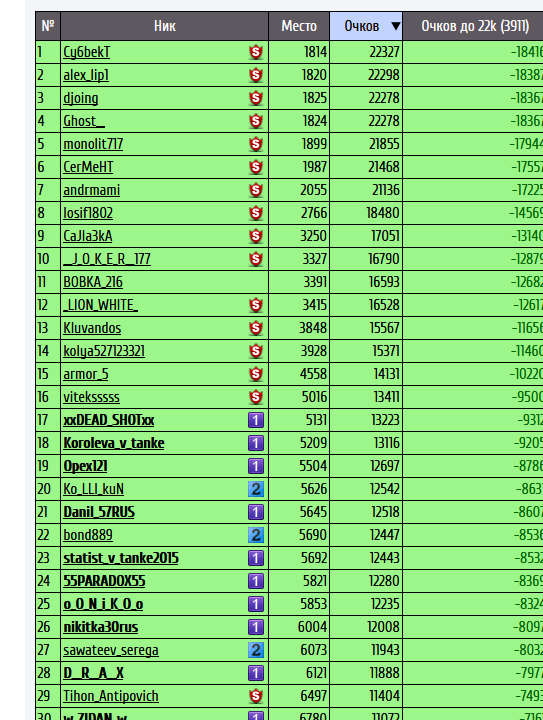 № Ник Место Очков ▼ Очков до 22k (3911)
1 Cy6bekT 1814 22327 -18416
2 alex_lip1 1820 22298 -18387
3 djoing 1825 22278 -18367
4 Ghost__ 1824 22278 -18367
5 monolit717 1899 21855 -17944
6 CerMeHT 1987 21468 -17557
7 andrmami 2055 21136 -17225
8 Iosif1802 2766 18480 -14569
9 CaJIa3kA 3250 17051 -13140
10 __J_O_K_E_R__177 3327 16790 -12879
11 BOBKA_216 3391 16593 -12682
12 _LION_WHITE_ 3415 16528 -12617
13 Kluvandos 3848 15567 -11656
14 kolya527123321 3928 15371 -11460
15 armor_5 4558 14131 -10220
16 viteksssss 5016 13411 -9500
17 xxDEAD_SHOTxx 1 5131 13223 -9312
18 Koroleva_v_tanke 1 5209 13116 -9205
19 Opex121 1 5504 12697 -8786
20 Ko_LLI_kuN 2 5626 12542 -8631
21 Danil_57RUS 1 5645 12518 -8607
22 bond889 2 5690 12447 -8536
23 statist_v_tanke2015 1 5692 12443 -8532
24 55PARADOX55 1 5821 12280 -8369
25 o_O_N_i_K_O_o 1 5853 12235 -8324
26 nikitka30rus 1 6004 12008 -8097
27 sawateev_serega 2 6073 11943 -8032
28 D__R__A__X 1 6121 11888 -7977
29 Tihon_Antipovich 6497 11404 -7493
30 w_ZIDAN_w 1 6780 11072